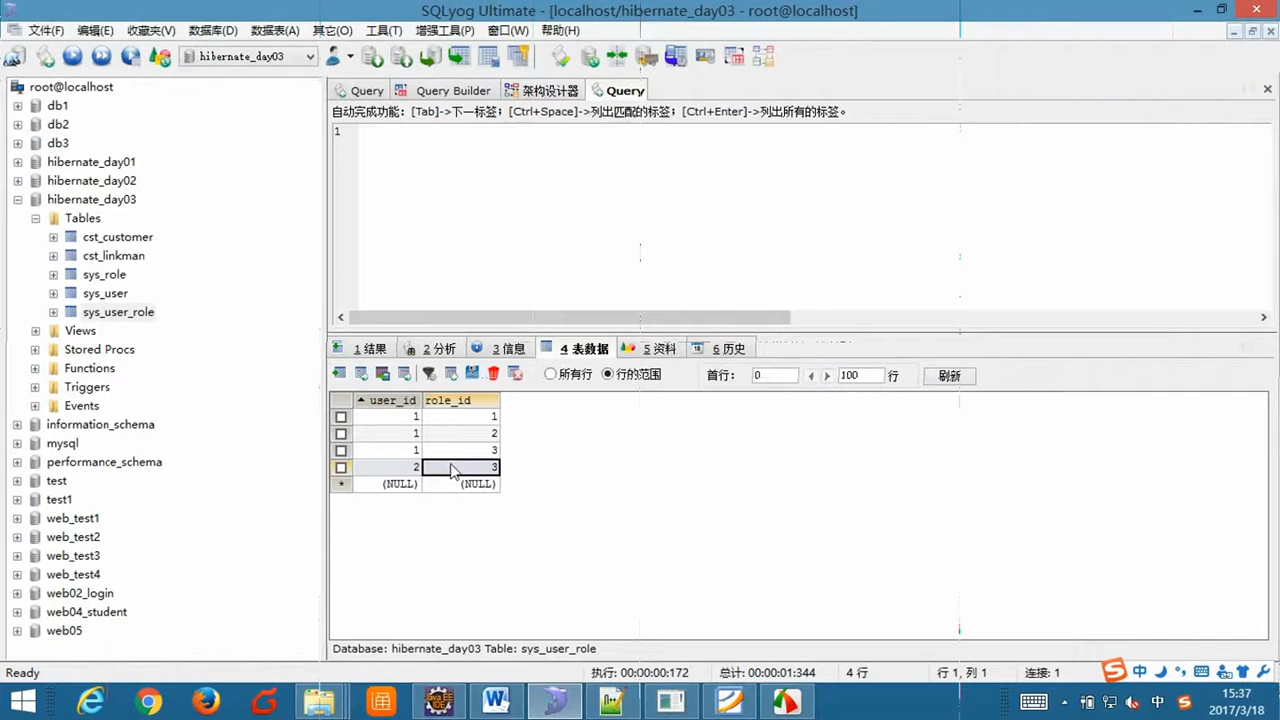 SQLyog Ultimate - [localhost/hibernate_day03 - root@localhost]
文件(F) 编辑(E) 收藏夹(V) 数据库(D) 数据表(A) 其它(O) 工具(T) 增强工具(P) 窗口(W) 帮助(H)
hibernate_day03
root@localhost
db1
db2
db3
hibernate_day01
hibernate_day02
hibernate_day03
Tables
cst_customer
cst_linkman
sys_role
sys_user
sys_user_role
Views
Stored Procs
Functions
Triggers
Events
information_schema
mysql
performance_schema
test
test1
web_test1
web_test2
web_test3
web_test4
web02_login
web04_student
web05
Query Query Builder 架构设计器 Query
自动完成功能: [Tab]->下一标签; [Ctrl+Space]->列出匹配的标签; [Ctrl+Enter]->列出所有的标签。
1
1 结果 2 分析 3 信息 4 表数据 5 资料 6 历史
所有行 行的范围 首行: 0 100 行 刷新
user_id role_id
1 1
1 2
1 3
2 3
* (NULL) (NULL)
Database: hibernate_day03 Table: sys_user_role
Ready 执行: 00:00:00:172 总计: 00:00:01:344 4 行 行 1, 列 1 连接: 1
中
中
15:37
2017/3/18